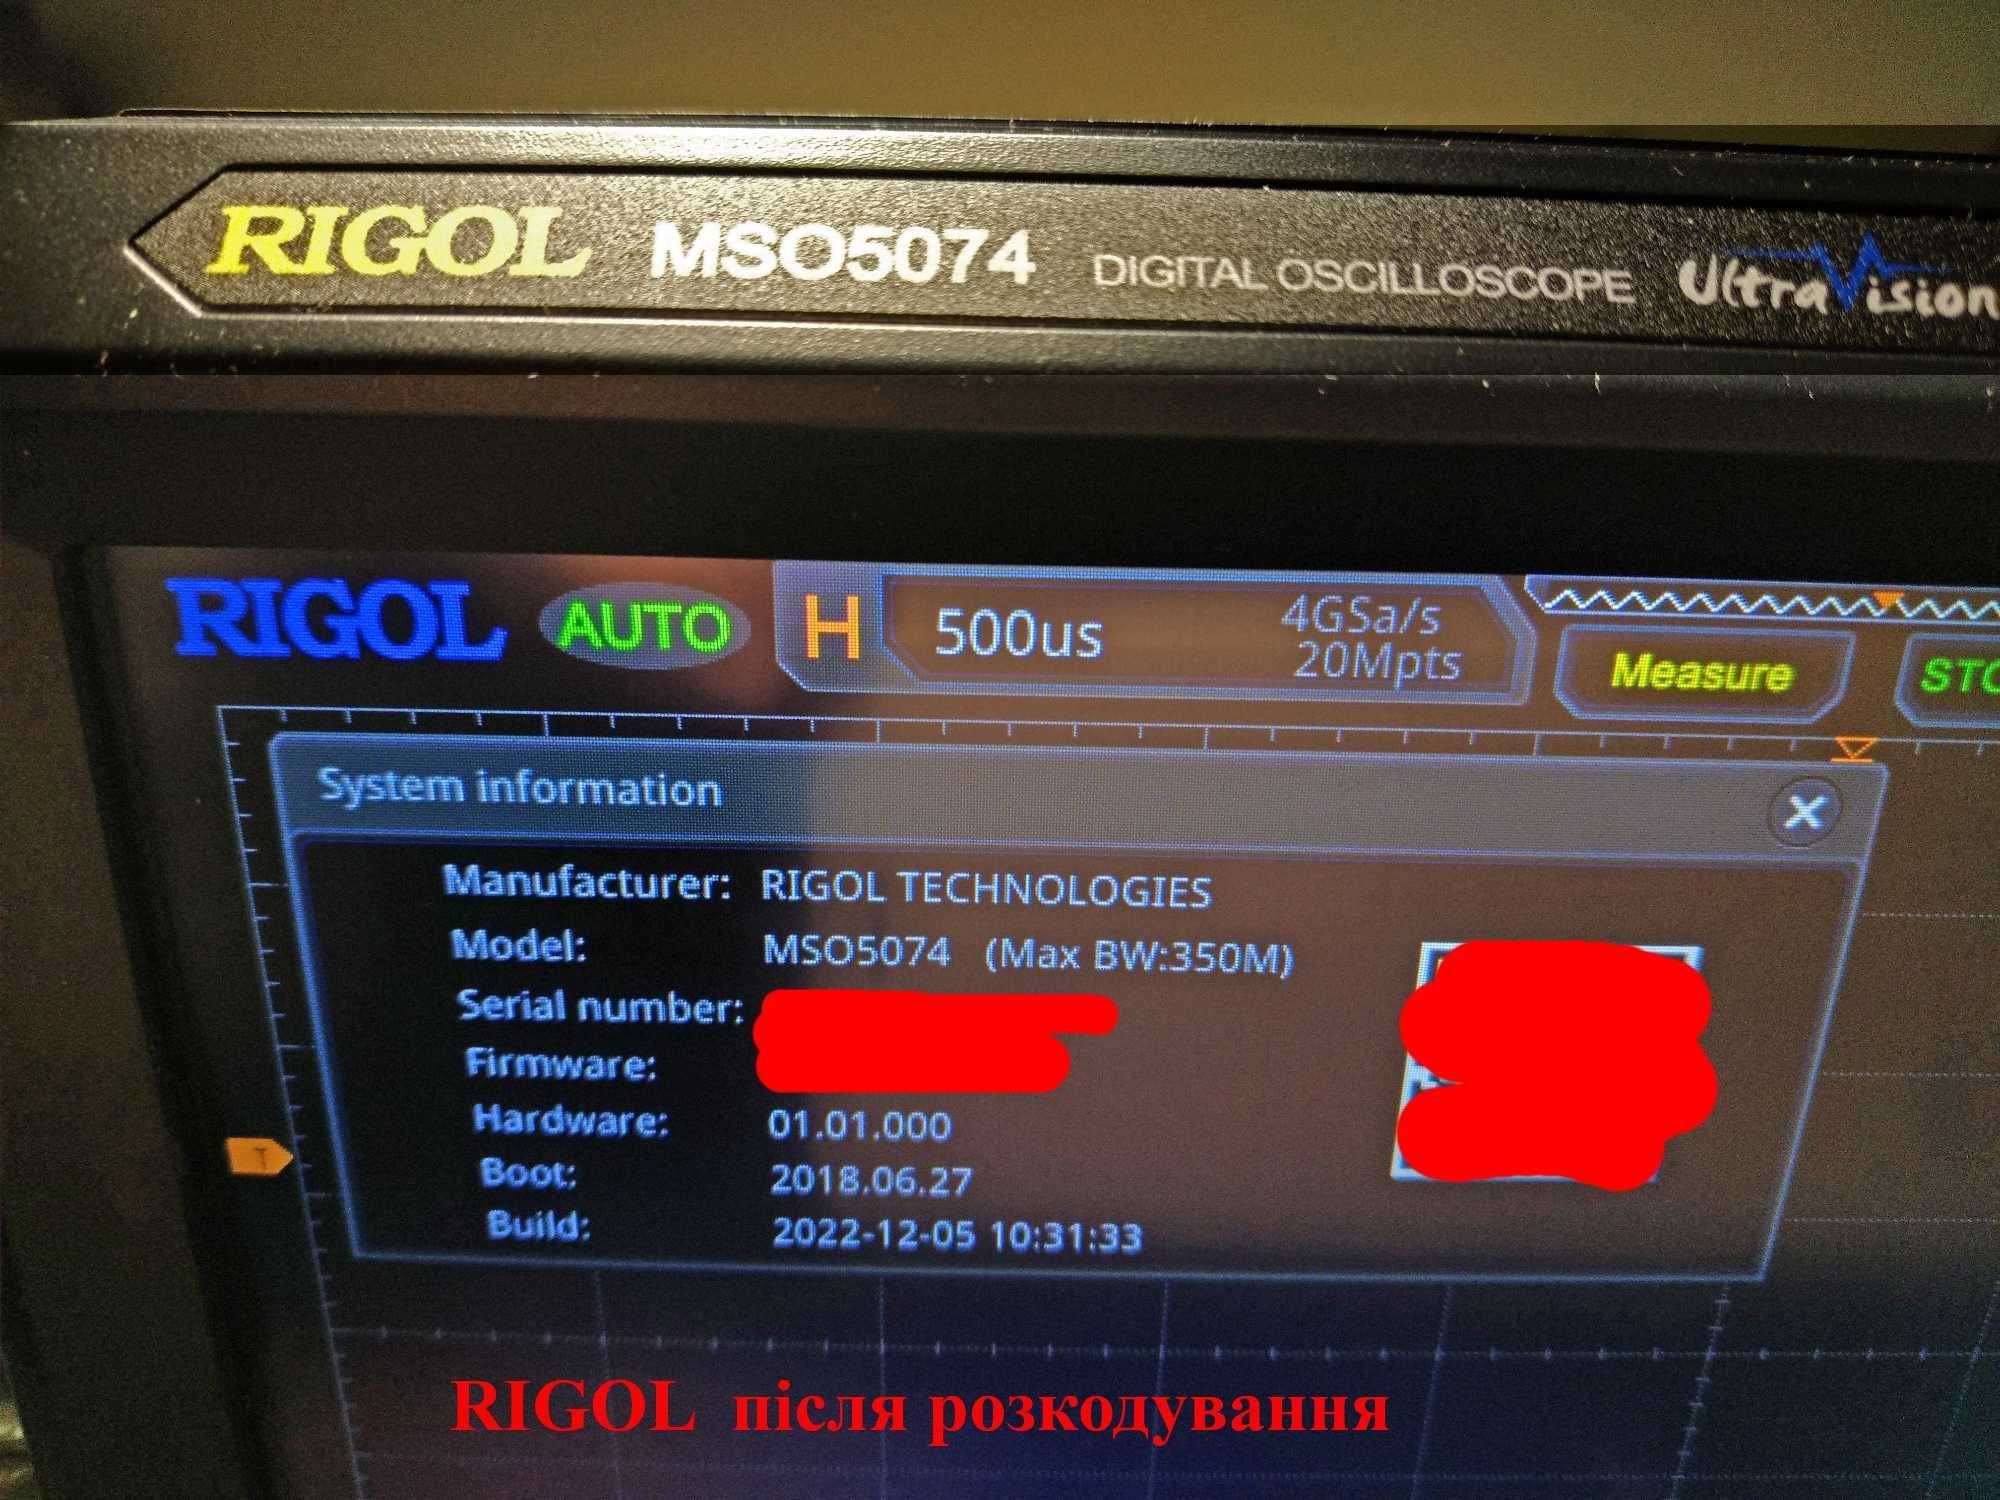 RIGOL MSO5074 DIGITAL OSCILLOSCOPE UltraVision
RIGOL AUTO H 500us 4GSa/s
20Mpts
Measure
System information
Manufacturer: RIGOL TECHNOLOGIES
Model: MSO5074 (Max BW:350M)
Serial number:
Firmware:
Hardware: 01.01.000
Boot: 2018.06.27
Build: 2022-12-05 10:31:33
T
RIGOL після розкодування